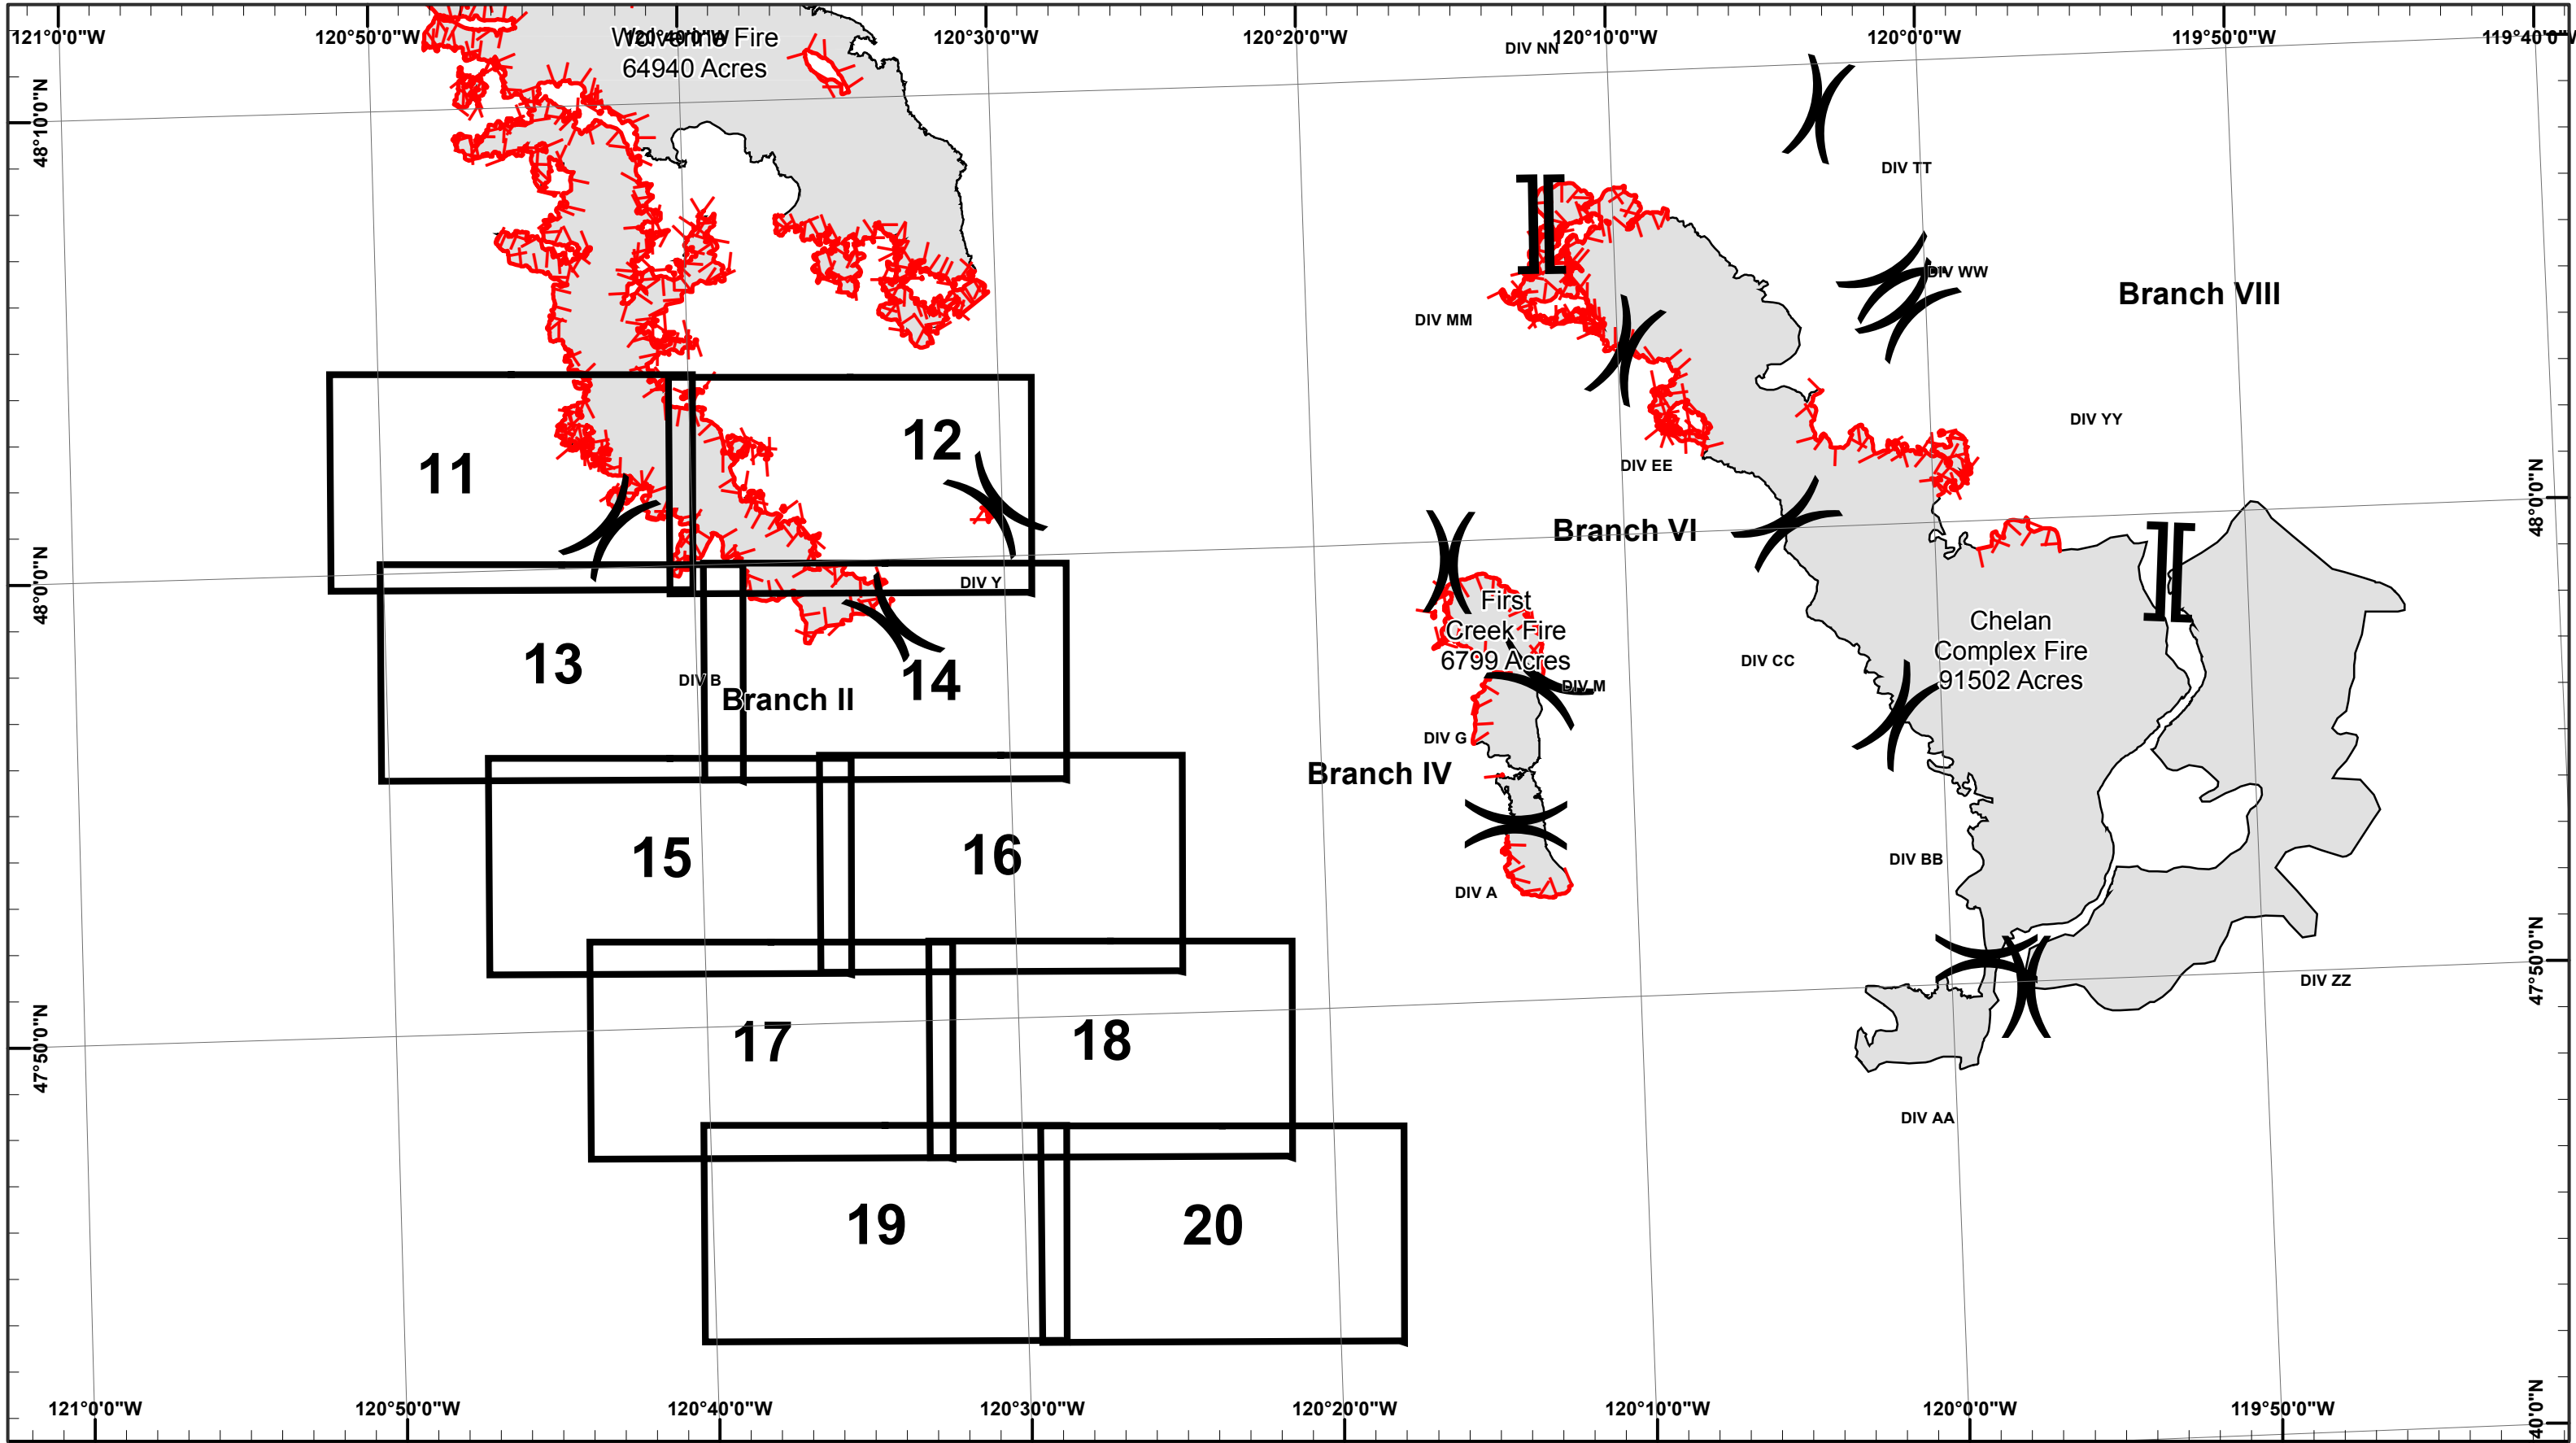 121°0'0"W
120°50'0"W
120°40'0"W
120°30'0"W
120°20'0"W
120°10'0"W
120°0'0"W
119°50'0"W
119°40'0"W
Wolverine Fire
64940 Acres
DIV NN
48°10'0"N
DIV TT
DIV WW
Branch VIII
DIV MM
DIV YY
11
12
DIV EE
48°0'0"N
Branch VI
48°0'0"N
DIV Y
First
Creek Fire
6799 Acres
Chelan
Complex Fire
91502 Acres
13
DIV B
Branch II
14
DIV M
DIV CC
DIV G
Branch IV
15
16
DIV A
DIV BB
47°50'0"N
DIV ZZ
47°50'0"N
17
18
DIV AA
19
20
40'0"N
121°0'0"W
120°50'0"W
120°40'0"W
120°30'0"W
120°20'0"W
120°10'0"W
120°0'0"W
119°50'0"W